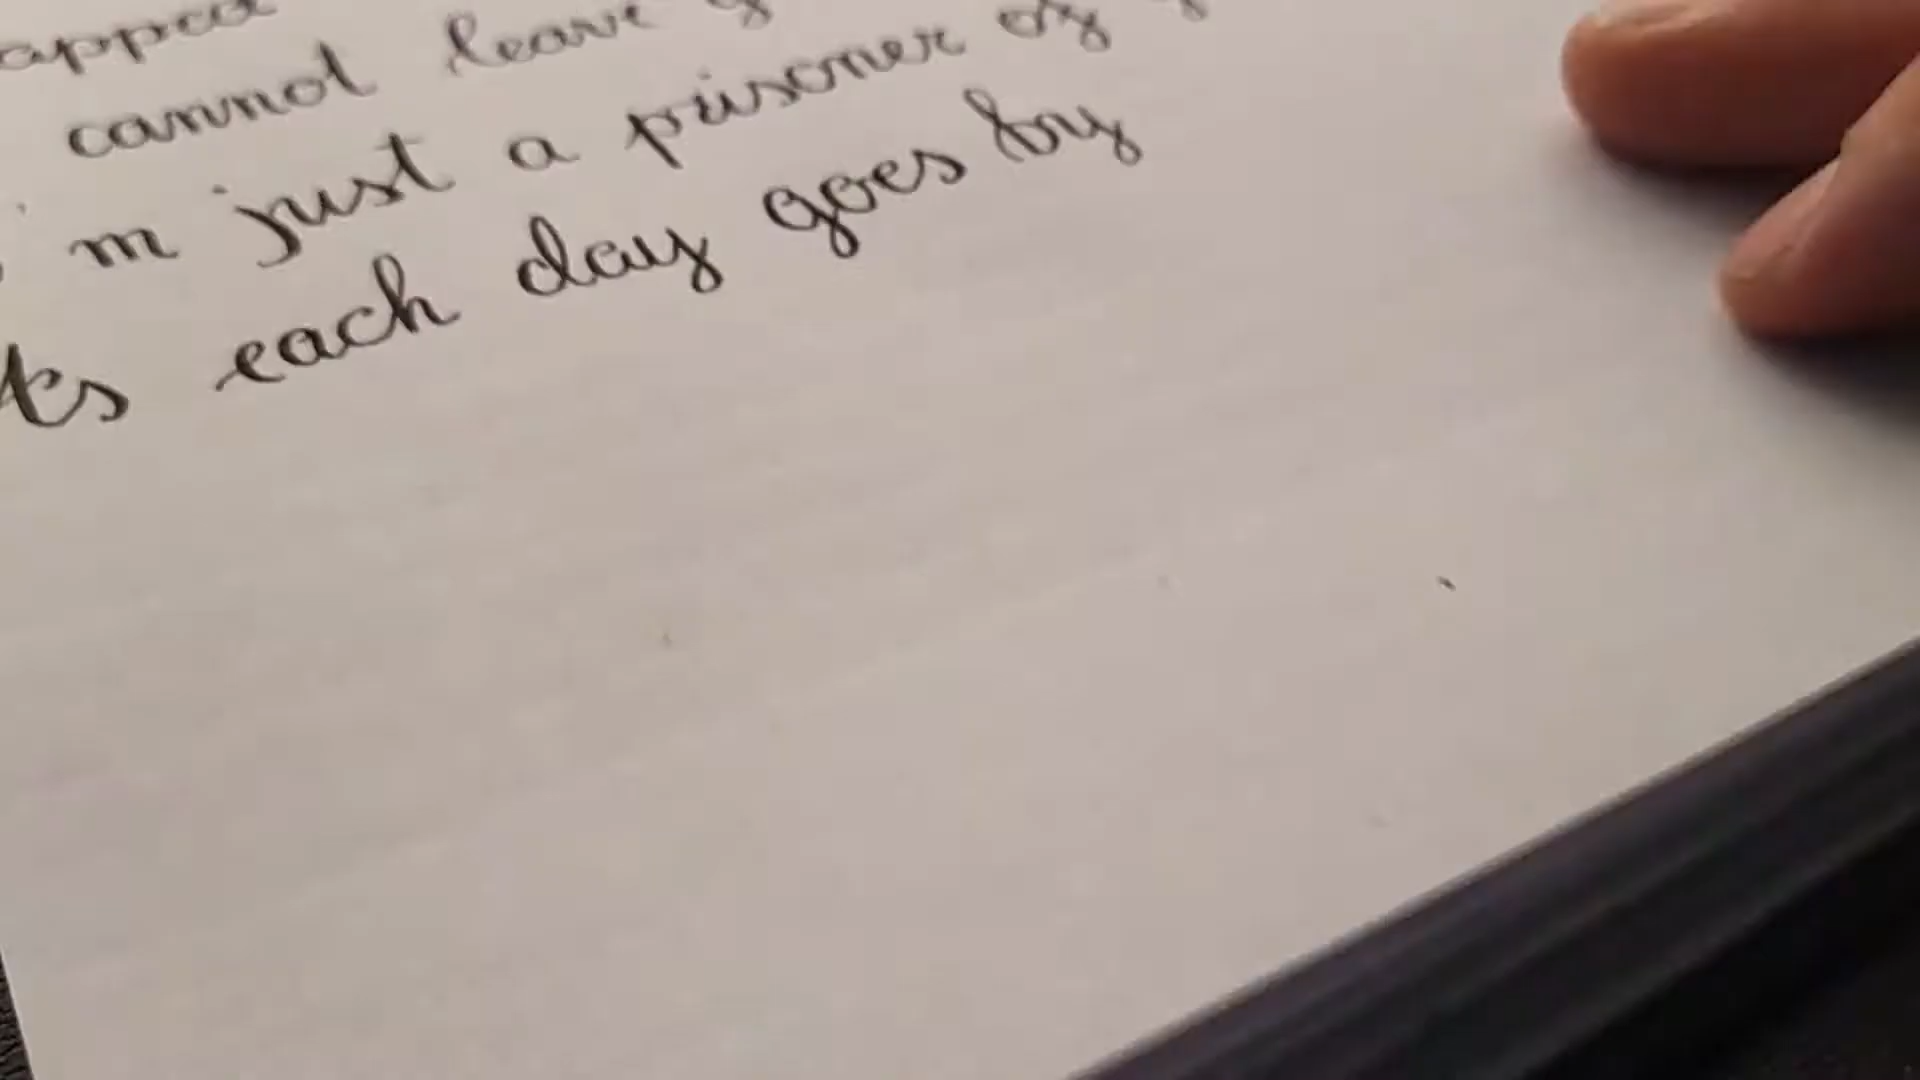 cannot leave
'm just a prisoner of
each day goes by